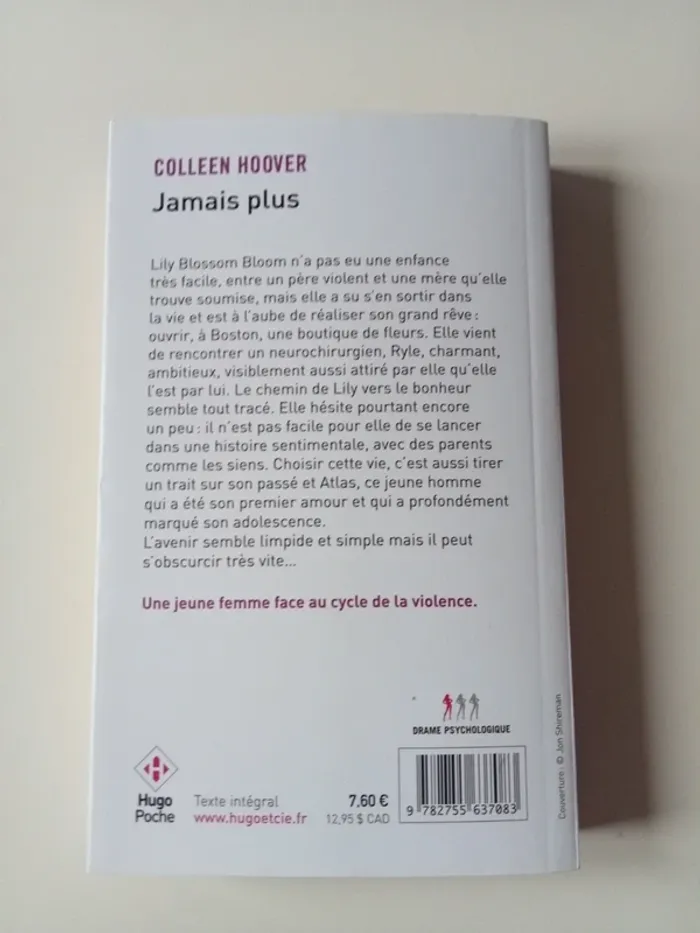 COLLEEN HOOVER
Jamais plus
Lily Blossom Bloom n'a pas eu une enfance
très facile, entre un père violent et une mère qu'elle
trouve soumise, mais elle a su s'en sortir dans
la vie et est à l'aube de réaliser son grand rêve :
ouvrir, à Boston, une boutique de fleurs. Elle vient
de rencontrer un neurochirurgien, Ryle, charmant,
ambitieux, visiblement aussi attiré par elle qu'elle
l'est par lui. Le chemin de Lily vers le bonheur
semble tout tracé. Elle hésite pourtant encore
un peu : il n'est pas facile pour elle de se lancer
dans une histoire sentimentale, avec des parents
comme les siens. Choisir cette vie, c'est aussi tirer
un trait sur son passé et Atlas, ce jeune homme
qui a été son premier amour et qui a profondément
marqué son adolescence.
L'avenir semble limpide et simple mais il peut
s'obscurcir très vite...
Une jeune femme face au cycle de la violence.
DRAME PSYCHOLOGIQUE
Hugo
Poche
Texte intégral
www.hugoetcie.fr
7,60 €
12,95 $ CAD
9 782755 637083
Couverture : © Jon Shireman